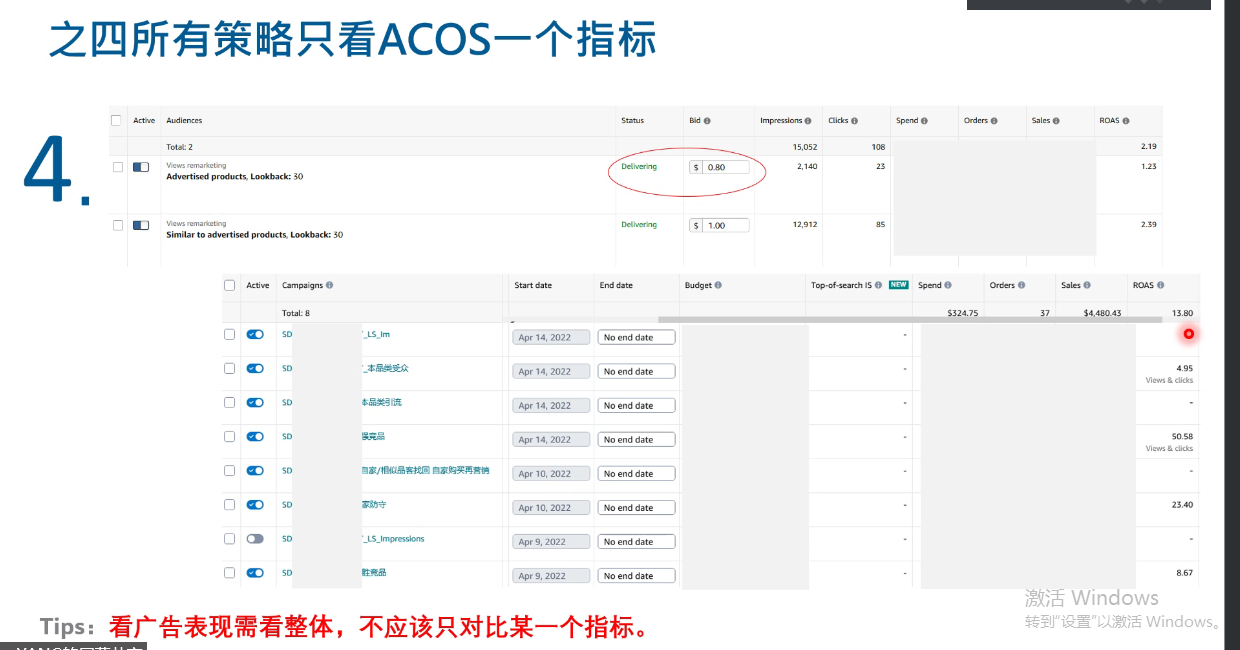 之四所有策略只看ACOS一个指标
4.
Active Audiences Status Bid Impressions Clicks Spend Orders Sales ROAS
Total: 2 15,052 108 2.19
Views remarketing Delivering $ 0.80 2,140 23 1.23
Advertised products, Lookback: 30
Views remarketing Delivering $ 1.00 12,912 85 2.39
Similar to advertised products, Lookback: 30
Active Campaigns Start date End date Budget Top-of-search IS NEW Spend Orders Sales ROAS
Total: 8 $324.75 37 $4,480.43 13.80
SD _LS_Im Apr 14, 2022 No end date -
SD _本品类受众 Apr 14, 2022 No end date - 4.95
Views & clicks
SD 本品类引流 Apr 14, 2022 No end date - -
SD 强竞品 Apr 14, 2022 No end date - 50.58
Views & clicks
SD 自家/相似品客找回 自家购买再营销 Apr 10, 2022 No end date - -
SD 家防守 Apr 10, 2022 No end date - 23.40
SD _LS_Impressions Apr 9, 2022 No end date - -
SD 胜竞品 Apr 9, 2022 No end date - 8.67
激活 Windows
转到"设置"以激活 Windows。
Tips：看广告表现需看整体，不应该只对比某一个指标。